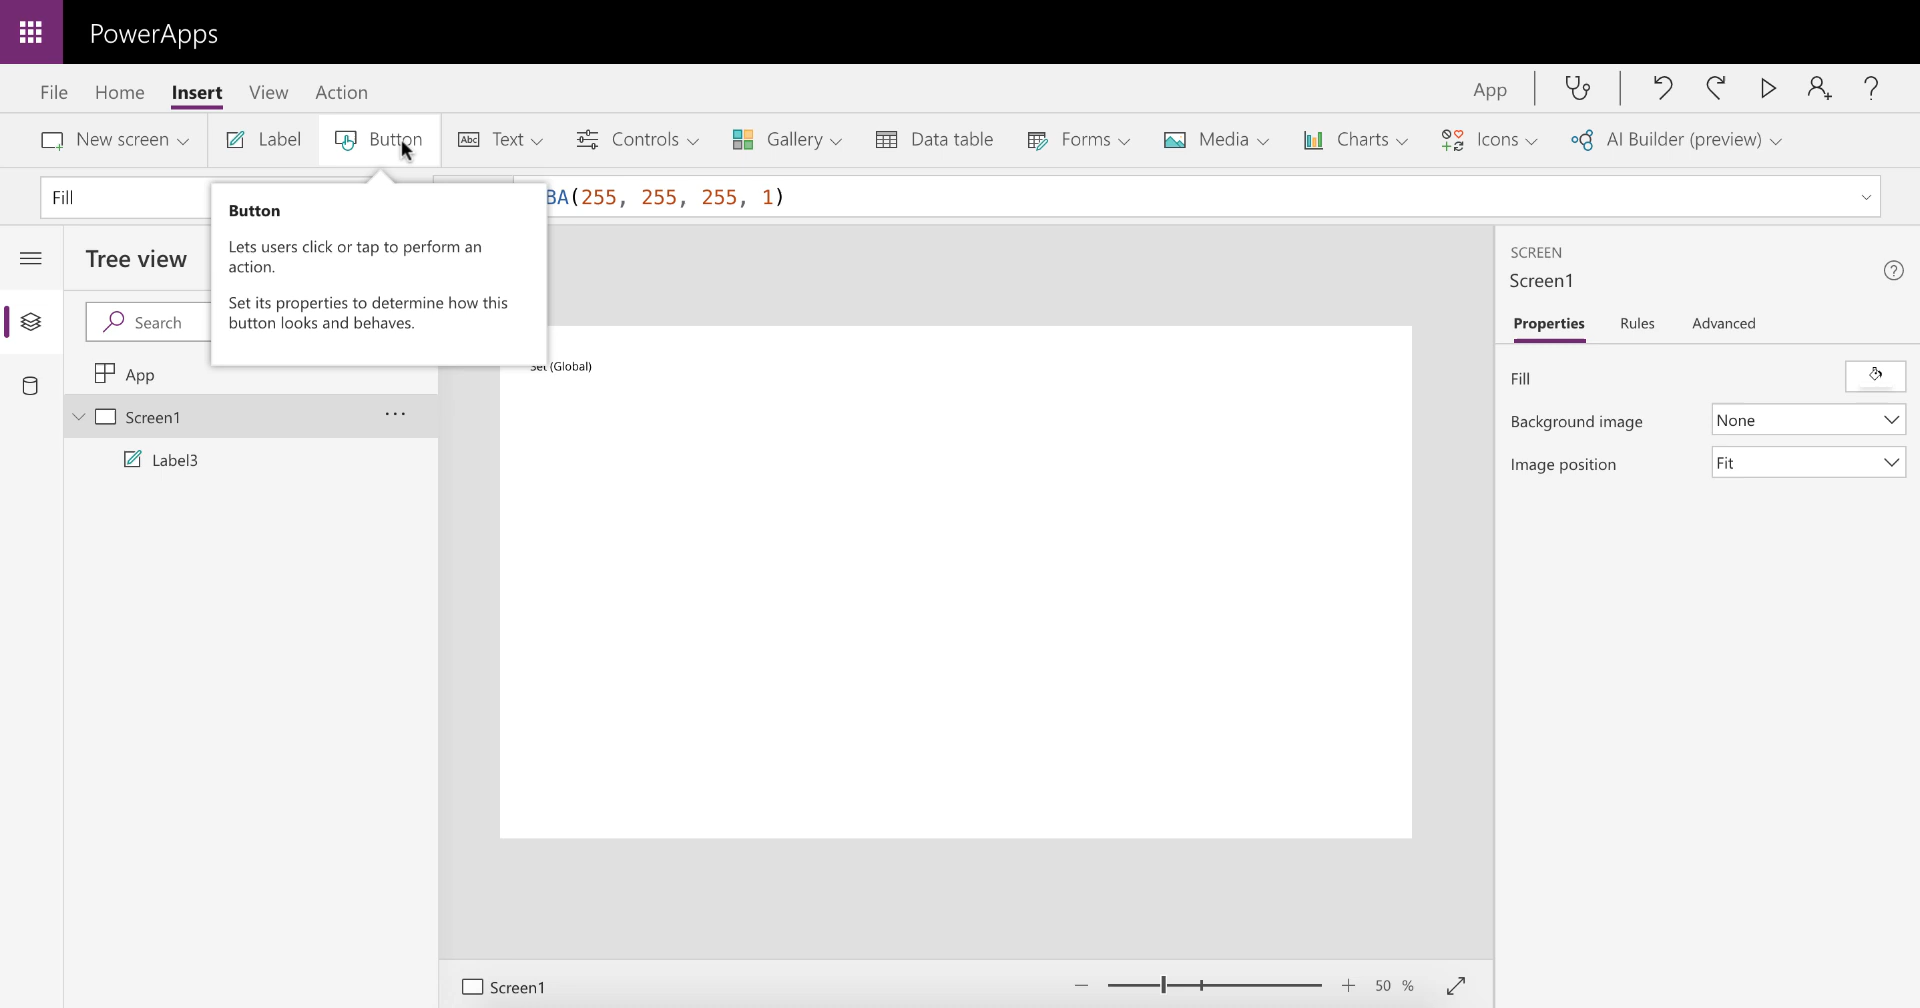 PowerApps
File Home Insert View Action App
New screen Label Button Abc Text Controls Gallery Data table Forms Media Charts Icons AI Builder (preview)
Fill
BA(255, 255, 255, 1)
Button
Lets users click or tap to perform an
action.
Set its properties to determine how this
button looks and behaves.
Tree view
Search
App
Screen1
Label3
Set (Global)
SCREEN
Screen1
Properties Rules Advanced
Fill
Background image None
Image position Fit
Screen1
50 %